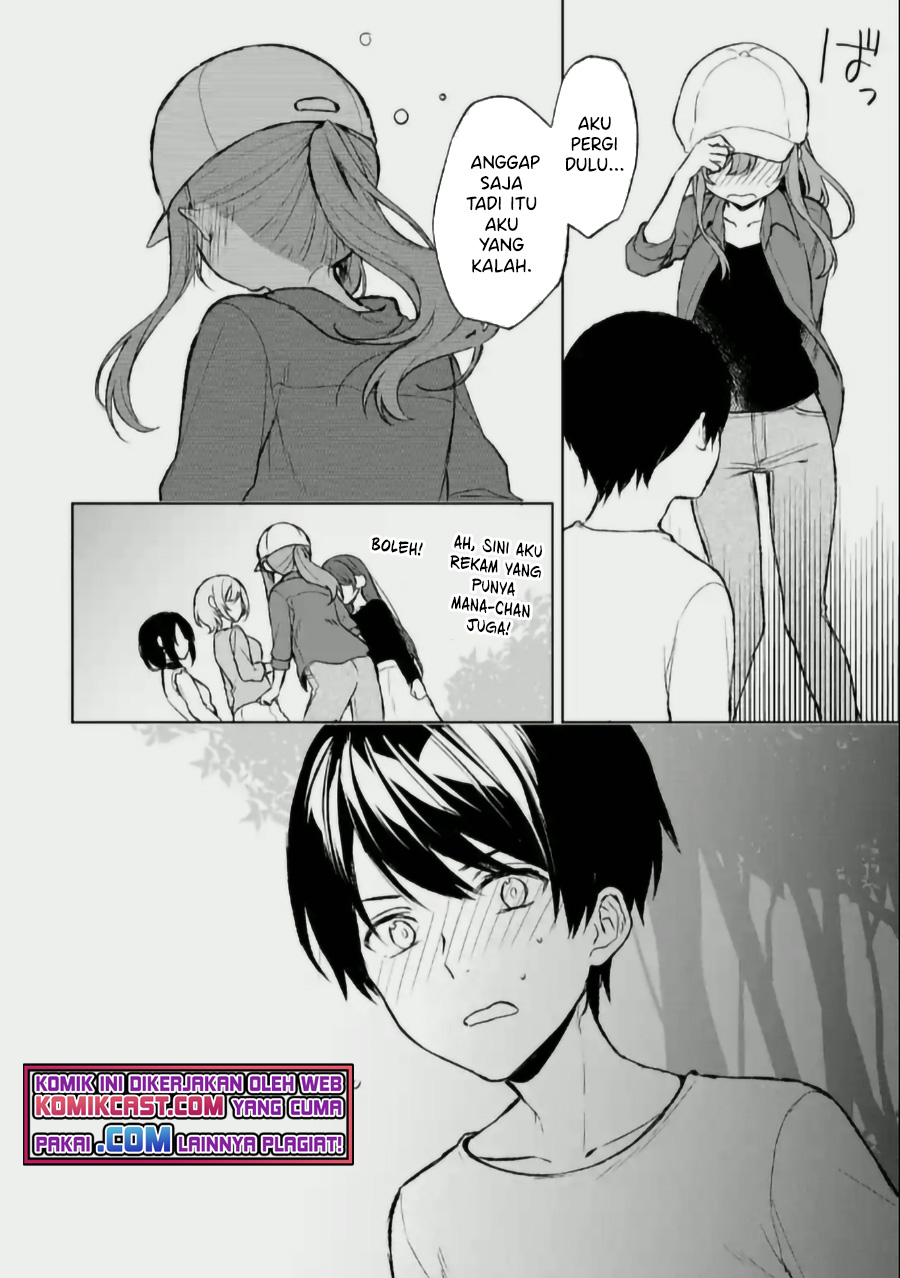 ばっ
AKU
PERGI
DULU...
ANGGAP
SAJA
TADI ITU
AKU
YANG
KALAH.
AH, SINI AKU
REKAM YANG
PUNYA
MANA-CHAN
JUGA!
BOLEH!
KOMIK INI DIKERJAKAN OLEH WEB
KOMIKCAST.COM YANG CUMA
PAKAI .COM LAINNYA PLAGIAT!